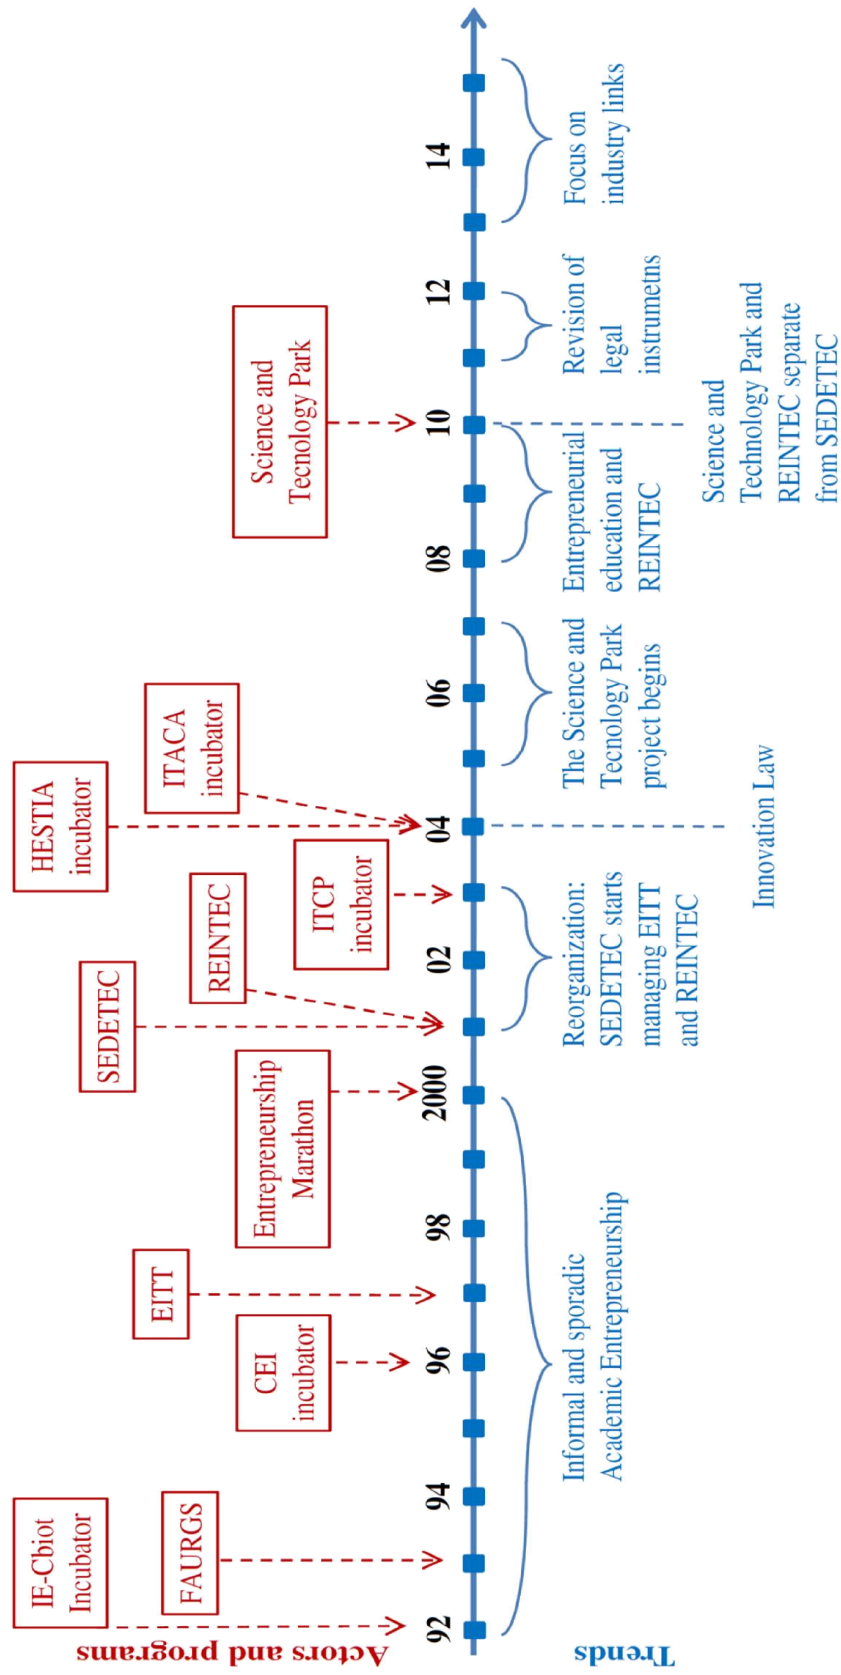 Actors and programs
IE-Cbiot
Incubator
FAURGS
CEI
incubator
EITT
Entrepreneurship
Marathon
SEDETEC
REINTEC
ITCP
incubator
HESTIA
incubator
ITACA
incubator
Science and
Tecnology Park
92
94
96
98
2000
02
04
06
08
10
12
14
Trends
Informal and sporadic
Academic Entrepreneurship
Reorganization:
SEDETEC starts
managing EITT
and REINTEC
Innovation Law
The Science and
Tecnology Park
project begins
Entrepreneurial
education and
REINTEC
Science and
Technology Park and
REINTEC separate
from SEDETEC
Revision of
legal
instrumetns
Focus on
industry links